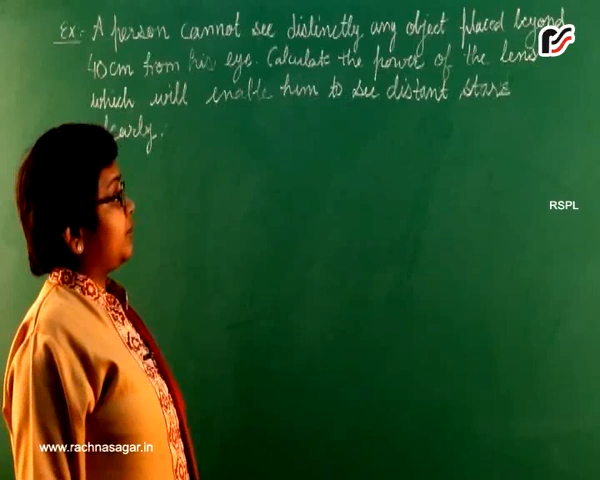 Ex:- A person cannot see distinctly any object placed beyond
40cm from his eye. Calculate the power of the lens
which will enable him to see distant stars
RSPL
www.rachnasagar.in